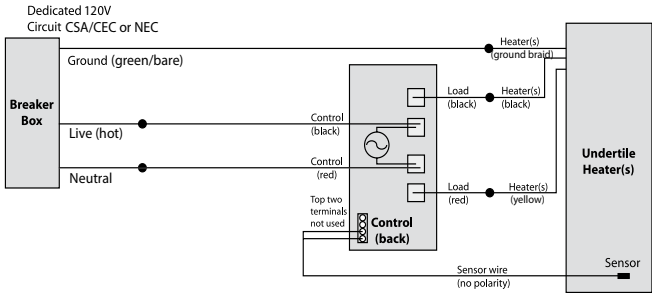 Dedicated 120V
Circuit CSA/CEC or NEC
Ground (green/bare)
Heater(s)
(ground braid)
Breaker
Box
Load
(black)
Heater(s)
(black)
Control
(black)
Live (hot)
Control
(red)
Neutral
Load
(red)
Heater(s)
(yellow)
Undertile
Heater(s)
Top two
terminals
not used
Control
(back)
Sensor wire
(no polarity)
Sensor